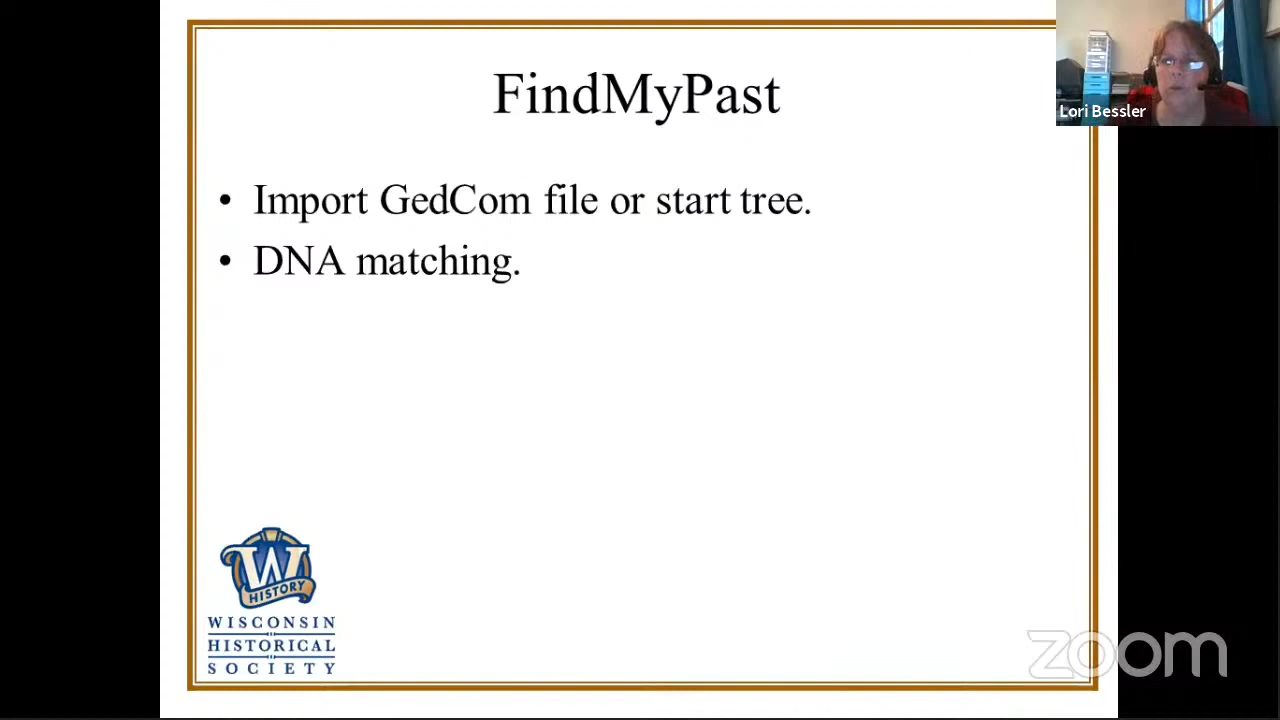 FindMyPast
Lori Bessler
• Import GedCom file or start tree.
• DNA matching.
W
HISTORY
WISCONSIN
HISTORICAL
SOCIETY
zoom